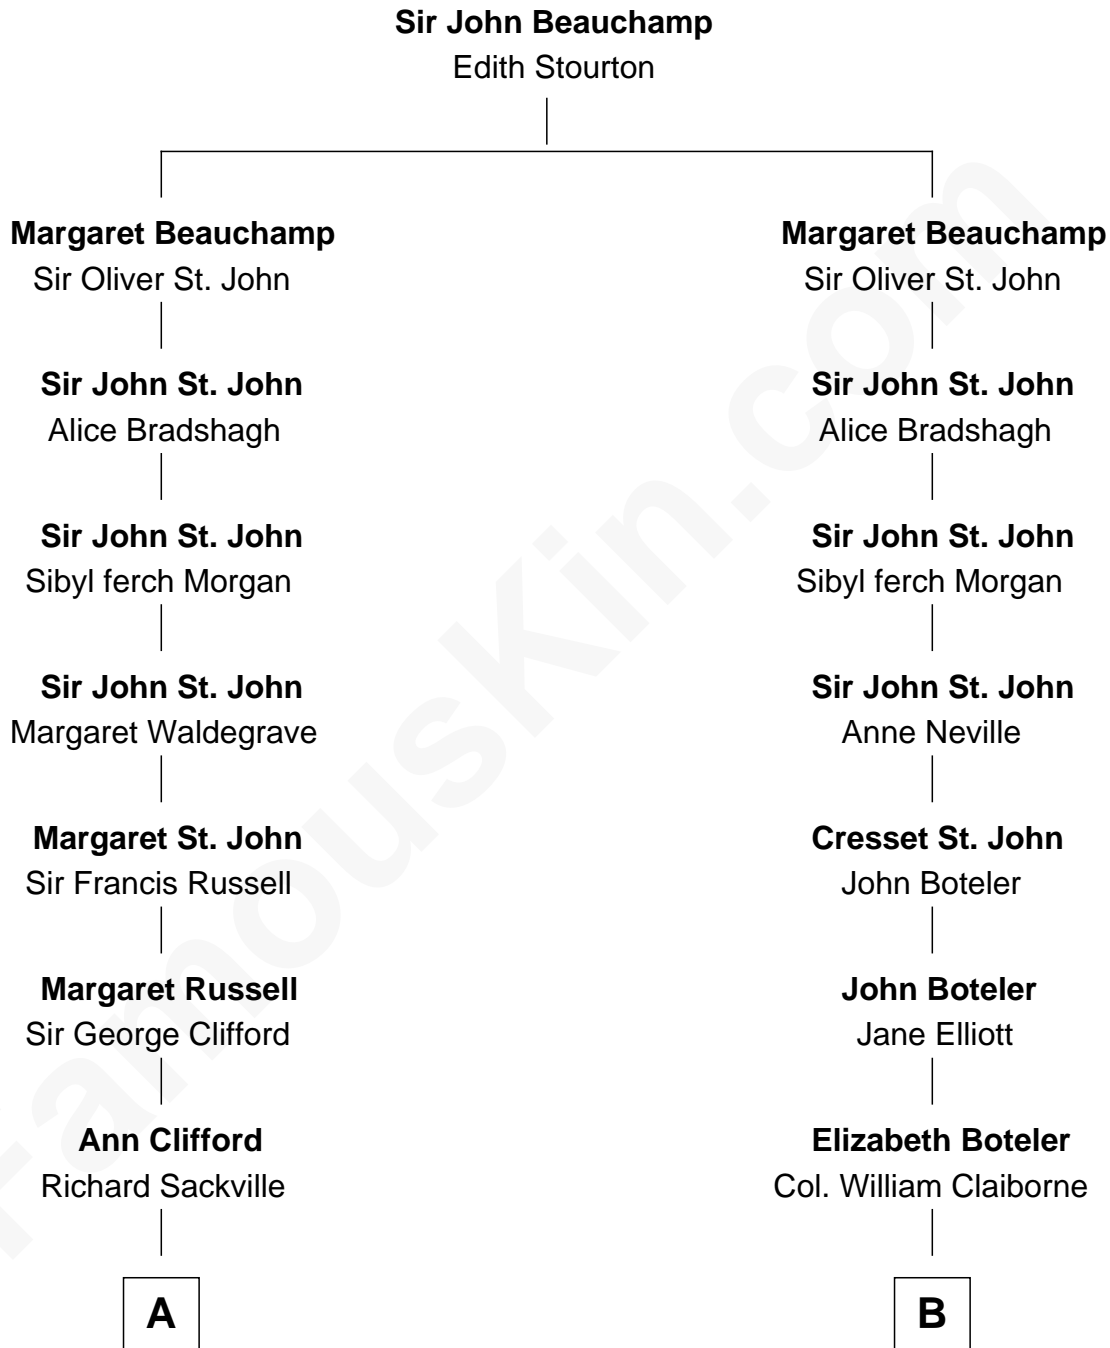 Sir John Beauchamp
Edith Stourton
Margaret Beauchamp
Sir Oliver St. John
Sir John St. John
Alice Bradshagh
Sir John St. John
Sibyl ferch Morgan
Sir John St. John
Margaret Waldegrave
Margaret St. John
Sir Francis Russell
Margaret Russell
Sir George Clifford
Ann Clifford
Richard Sackville
A
Margaret Beauchamp
Sir Oliver St. John
Sir John St. John
Alice Bradshagh
Sir John St. John
Sibyl ferch Morgan
Sir John St. John
Anne Neville
Cresset St. John
John Boteler
John Boteler
Jane Elliott
Elizabeth Boteler
Col. William Claiborne
B
FamousKin.com